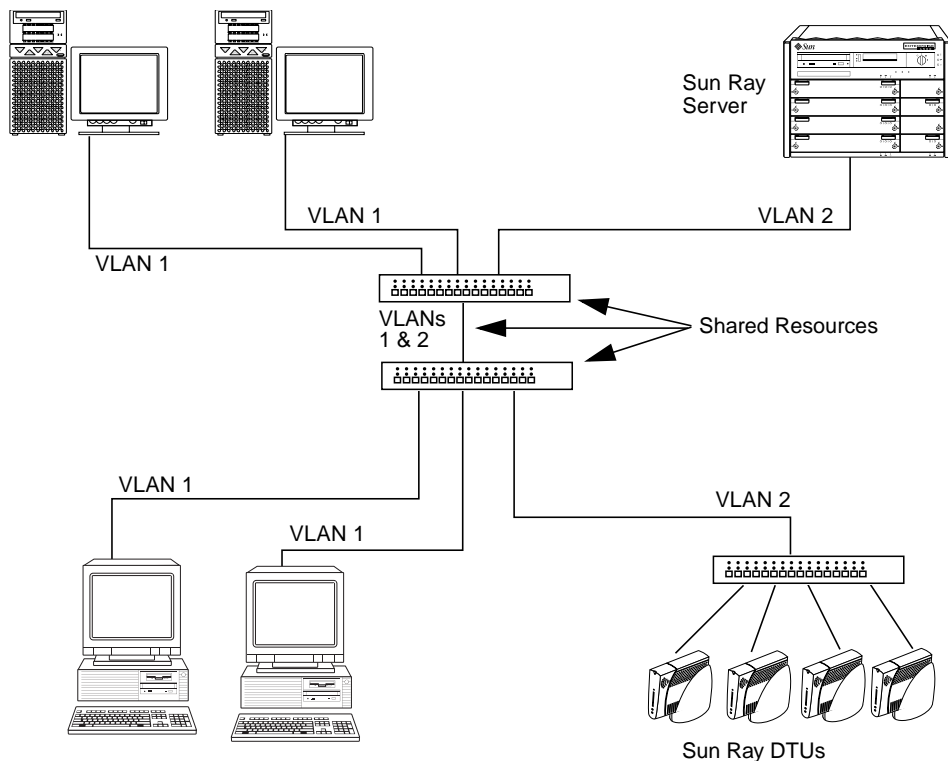 Sun
Sun Ray
Server
VLAN 1
VLAN 2
VLAN 1
VLANs
1 & 2
Shared Resources
VLAN 1
VLAN 2
VLAN 1
Sun Ray DTUs